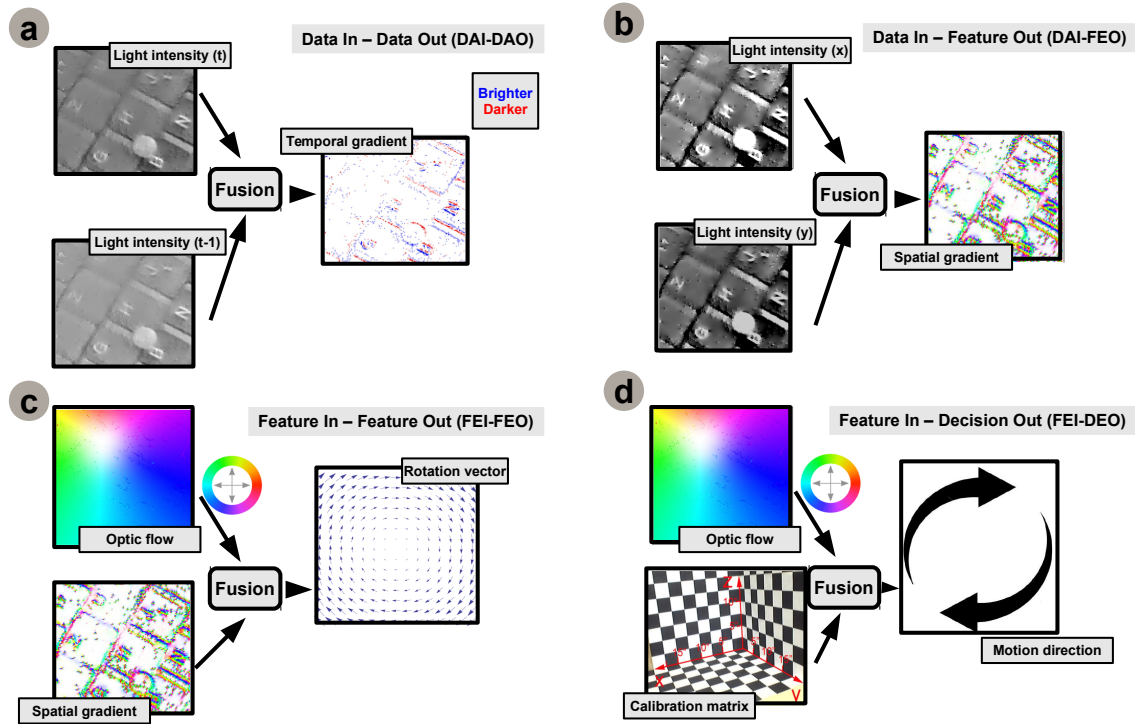 a
Data In – Data Out (DAI-DAO)
Light intensity (t)
Brighter
Darker
Temporal gradient
Fusion
Light intensity (t-1)
b
Data In – Feature Out (DAI-FEO)
Light intensity (x)
Fusion
Light intensity (y)
Spatial gradient
c
Feature In – Feature Out (FEI-FEO)
Rotation vector
Optic flow
Fusion
Spatial gradient
d
Feature In – Decision Out (FEI-DEO)
Optic flow
Fusion
Z
X
Y
Motion direction
Calibration matrix